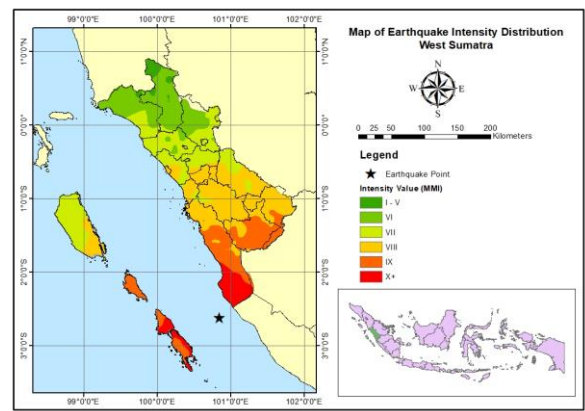 Map of Earthquake Intensity Distribution
West Sumatra
N
W E
S
0 25 50 100 150 200
Kilometers
Legend
Earthquake Point
Intensity Value (MMI)
I - V
VI
VII
VIII
IX
X+
99°0'0"E 100°0'0"E 101°0'0"E 102°0'0"E
1°0'0"N
0°0'0"
1°0'0"S
2°0'0"S
3°0'0"S
99°0'0"E 100°0'0"E 101°0'0"E 102°0'0"E